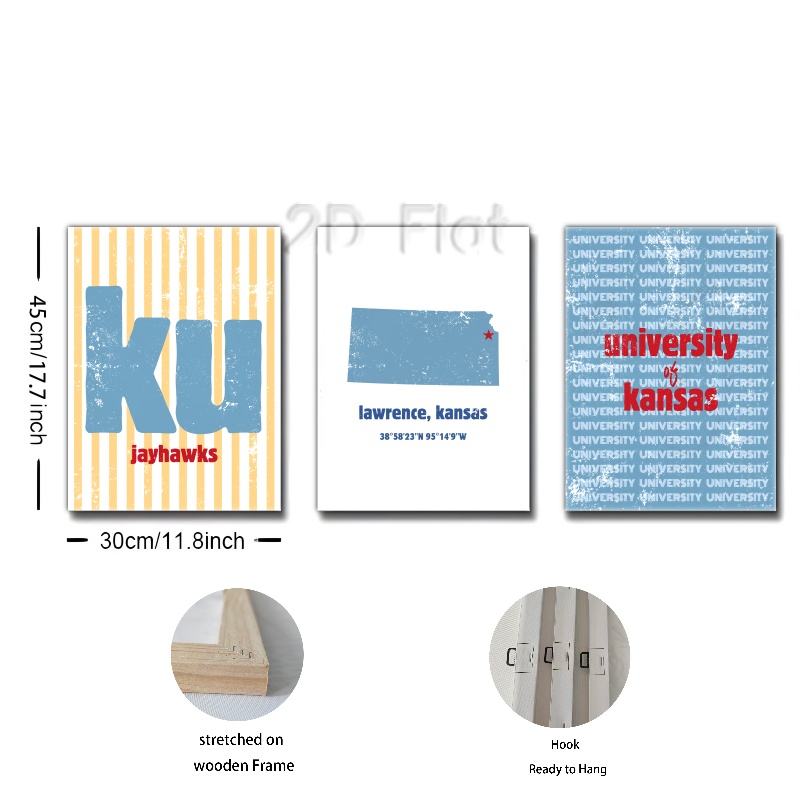 2D Flat
45cm/17.7inch
ku
jayhawks
lawrence, kansas
38°58'23"N 95°14'9"W
UNIVERSITY UNIVERSITY UNIVERSITY
UNIVERSITY UNIVERSITY UNIVERSITY
UNIVERSITY UNIVERSITY UNIVERSITY
UNIVERSITY UNIVERSITY UNIVERSITY
UNIVERSITY UNIVERSITY UNIVERSITY
UNIVERSITY UNIVERSITY UNIVERSITY
UNIVERSITY UNIVERSITY UNIVERSITY
university
of
kansas
UNIVERSITY UNIVERSITY UNIVERSITY
UNIVERSITY UNIVERSITY UNIVERSITY
UNIVERSITY UNIVERSITY UNIVERSITY
UNIVERSITY UNIVERSITY UNIVERSITY
UNIVERSITY UNIVERSITY UNIVERSITY
UNIVERSITY UNIVERSITY UNIVERSITY
30cm/11.8inch
stretched on
wooden Frame
Hook
Ready to Hang